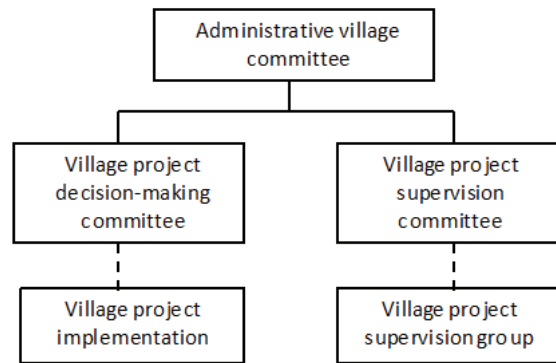 Administrative village
committee
Village project
decision-making
committee
Village project
supervision
committee
Village project
implementation
Village project
supervision group